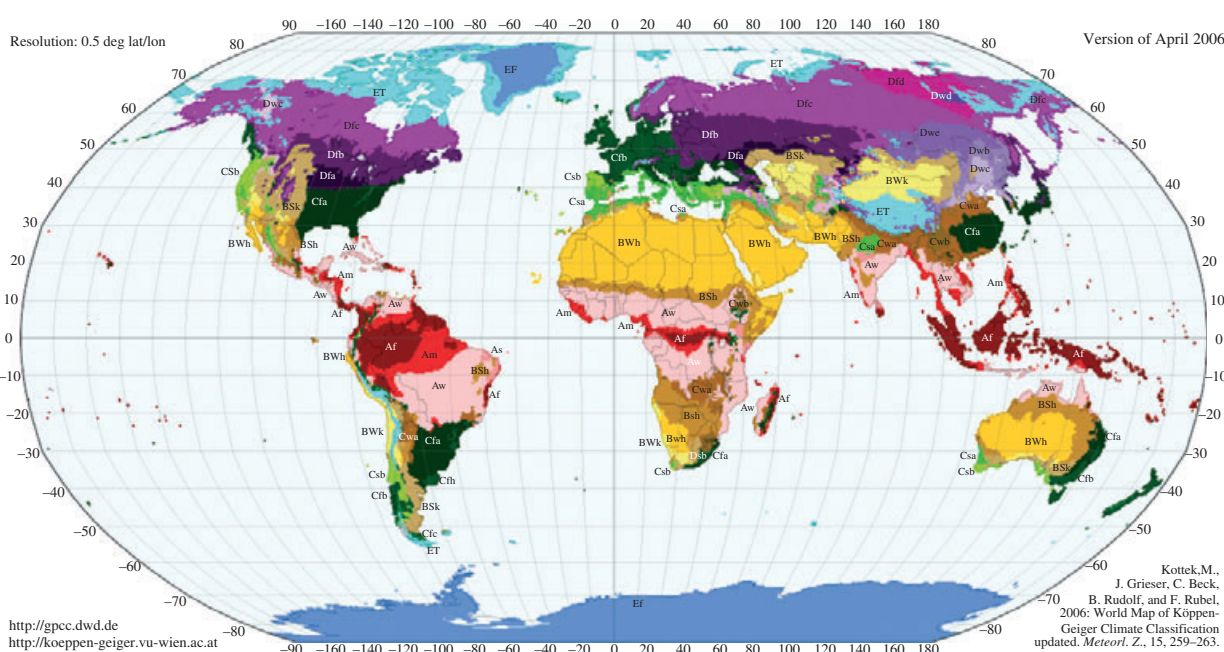 90 −160 −140 −120 −100 −80 −60 −40 −20 0 20 40 60 80 100 120 140 160 180
Resolution: 0.5 deg lat/lon
Version of April 2006
80 80
70 70
60 60
50 50
40 40
30 30
20 20
10 10
0 0
−10 −10
−20 −20
−30 −30
−40 −40
−50 −50
−60 −60
−70 −70
−80 −80
EF
ET
ET
Dwc
Dfc
Dfb
Dfa
CSb
Cfa
BSk
BWh
BSh
Aw
Am
Aw
Af
Aw
Af
Am
As
BWh
BSh
Aw
Af
BWk
Cwa
Cfa
Csb
Cfh
Cfb
BSk
Cfc
ET
Dfd
Dwd
Dfc
Dfc
Dwe
Dfb
Dwb
Cfb
Dfa
BSk
Dwc
Csb
BWk
Csa
Csa
ET
Cwa
Cfa
BWh
BWh
BWh
BSh
Csa
Cwa
Cwb
Aw
Aw
BSh
Cwb
Am
Am
Am
Am
Aw
Af
Aw
Af
Af
Cwa
Aw
Af
Bsh
BWk
Bwh
Dsb
Cfa
Csb
Aw
BSh
BWh
Cfa
Csa
Csb
BSk
Cfb
Ef
http://gpcc.dwd.de
http://koeppen-geiger.vu-wien.ac.at
−90 −160 −140 −120 −100 −80 −60 −40 −20 0 20 40 60 80 100 120 140 160 180
Kottek,M.,
J. Grieser, C. Beck,
B. Rudolf, and F. Rubel,
2006: World Map of Köppen-
Geiger Climate Classification
updated. Meteorl. Z., 15, 259–263.